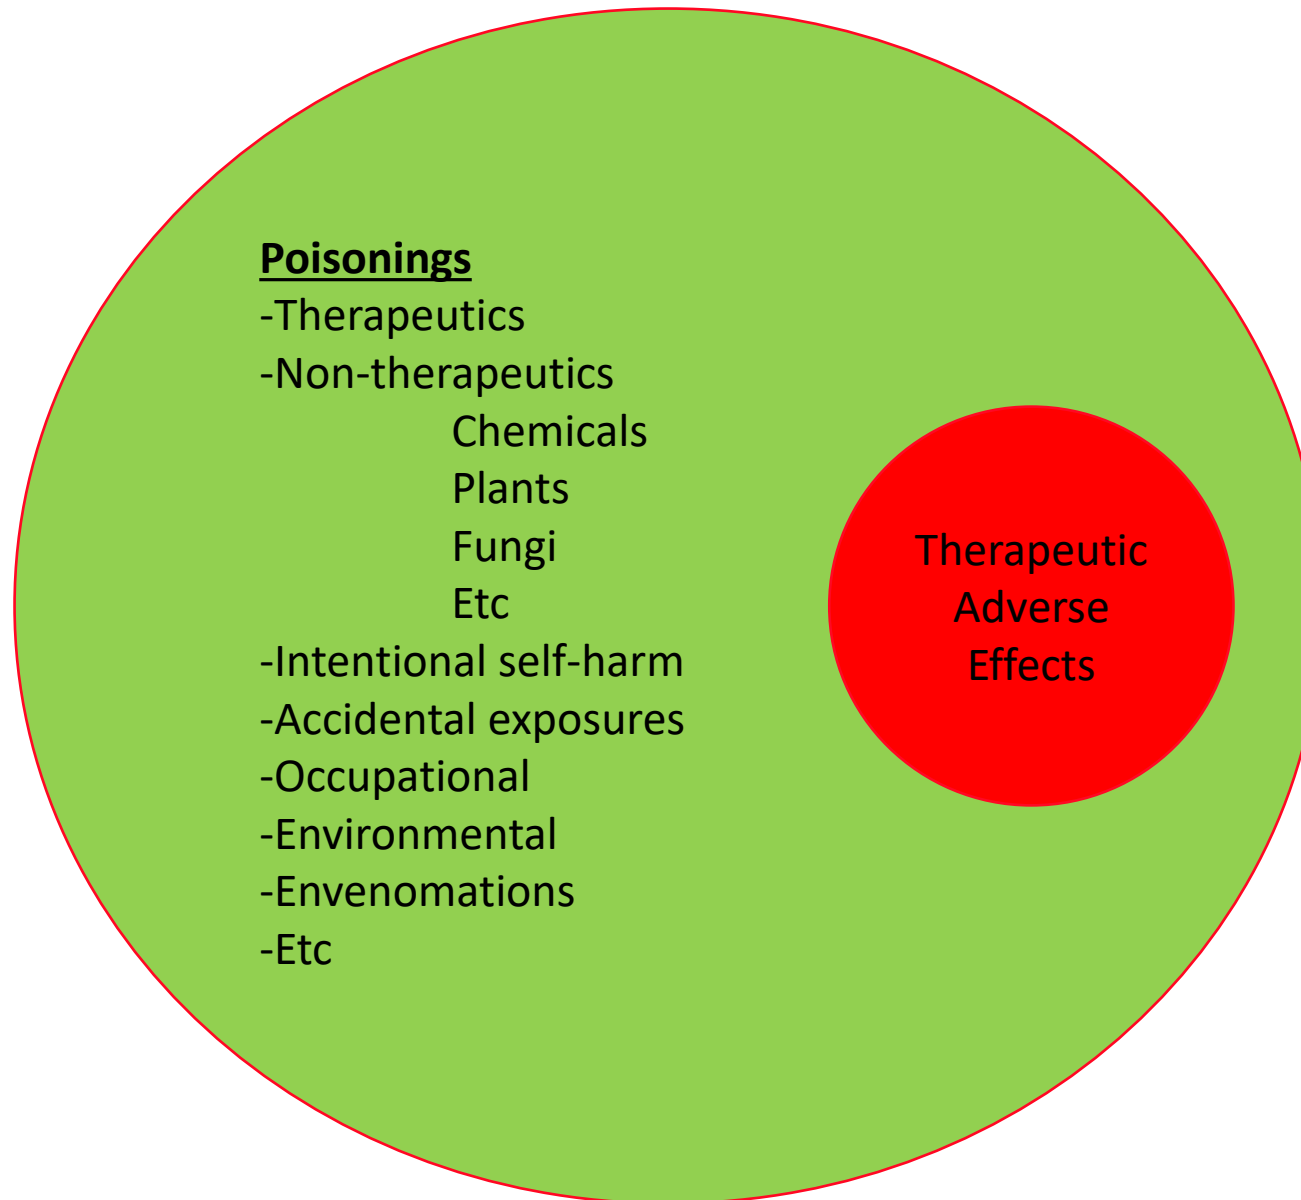 Poisonings
-Therapeutics
-Non-therapeutics
Chemicals
Plants
Fungi
Etc
-Intentional self-harm
-Accidental exposures
-Occupational
-Environmental
-Envenomations
-Etc
Therapeutic
Adverse
Effects